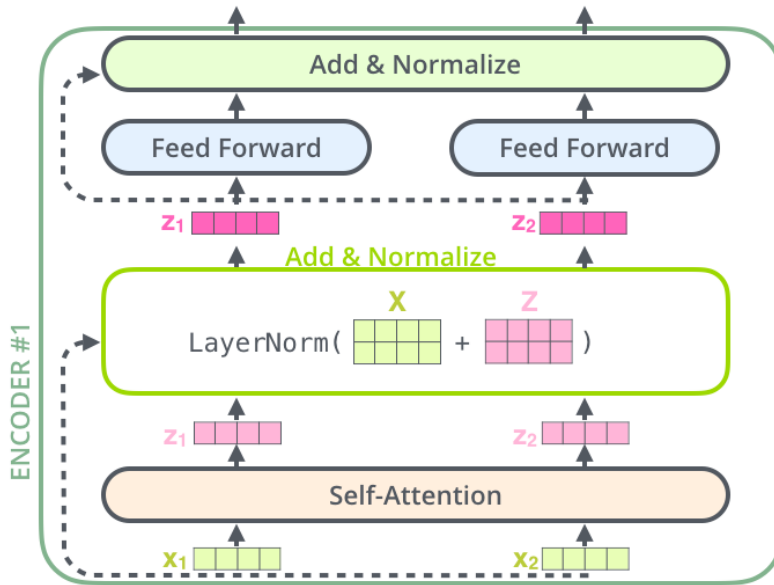 Add & Normalize
Feed Forward
Feed Forward
z₁
z₂
Add & Normalize
X
Z
LayerNorm( + )
z₁
z₂
Self-Attention
x₁
x₂
ENCODER #1